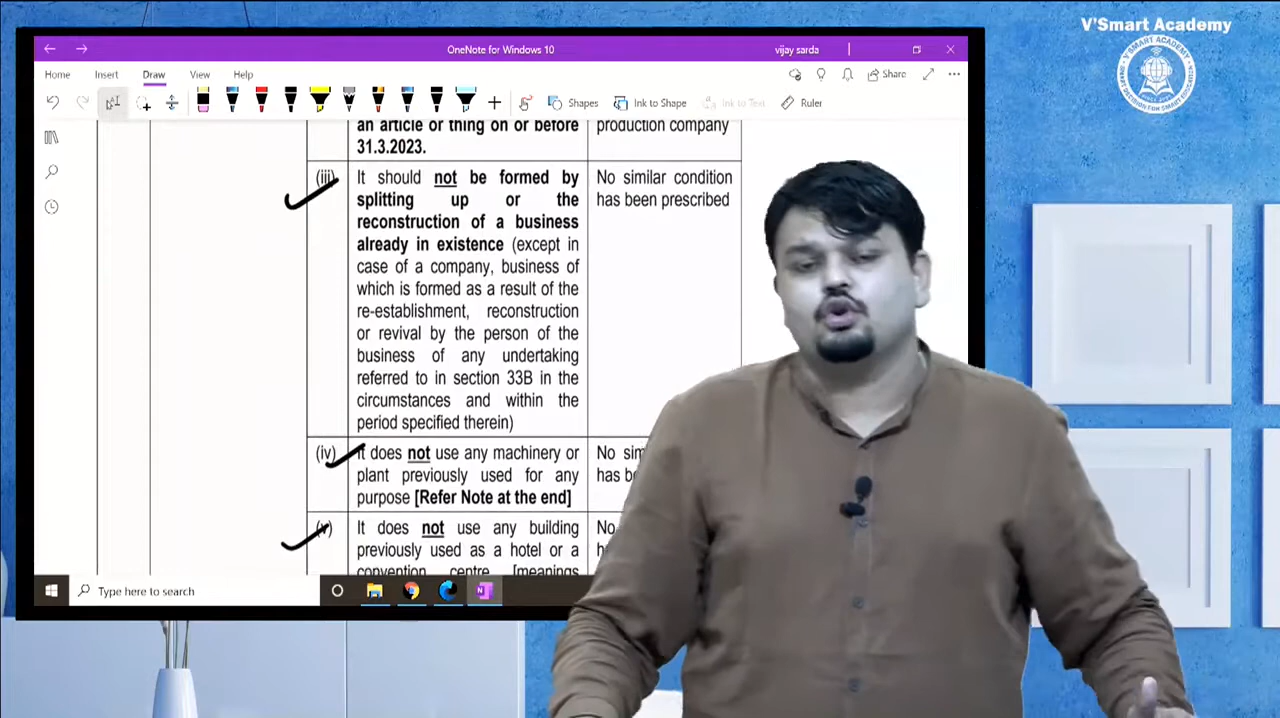 V'Smart Academy
OneNote for Windows 10
vijay sarda
Home Insert Draw View Help
Share
Shapes
Ink to Shape
Ink to Text
Ruler
an article or thing on or before
31.3.2023.
production company
(iii)
It should not be formed by
splitting up or the
reconstruction of a business
already in existence (except in
case of a company, business of
which is formed as a result of the
re-establishment, reconstruction
or revival by the person of the
business of any undertaking
referred to in section 33B in the
circumstances and within the
period specified therein)
No similar condition
has been prescribed
(iv)
It does not use any machinery or
plant previously used for any
purpose [Refer Note at the end]
No sim
has be
(v)
It does not use any building
previously used as a hotel or a
convention centre [meanings
No
Type here to search